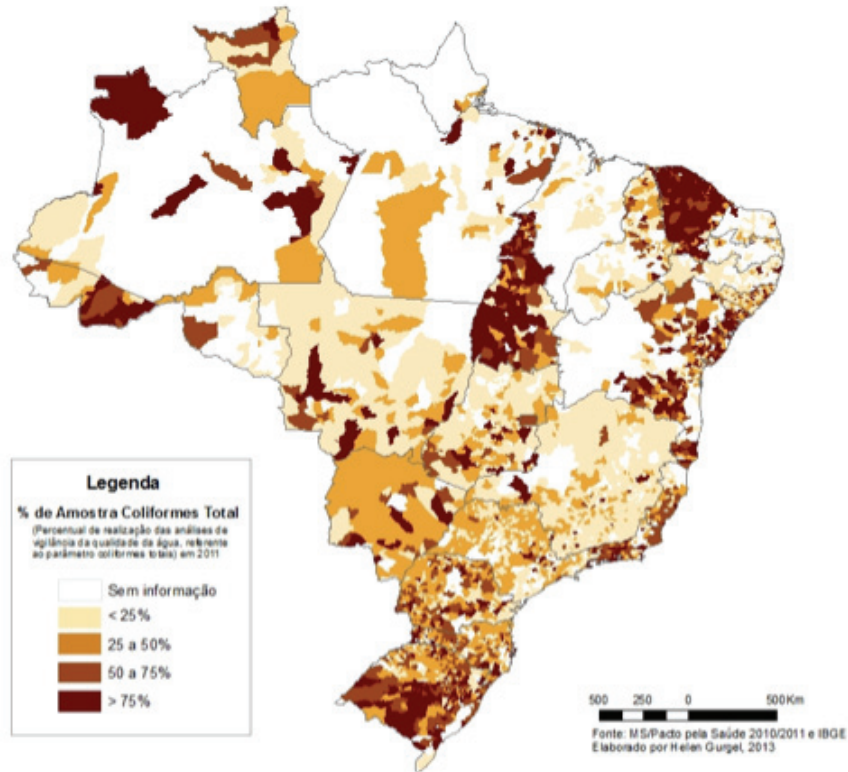 Legenda
% de Amostra Coliformes Total
(Percentual de realização das análises de
vigilância da qualidade da água, referente
ao parâmetro coliformes totais) em 2011
Sem informação
< 25%
25 a 50%
50 a 75%
> 75%
500 250 0 500 Km
Fonte: MS/Pacto pela Saúde 2010/2011 e IBGE
Elaborado por Helen Gurgel, 2013